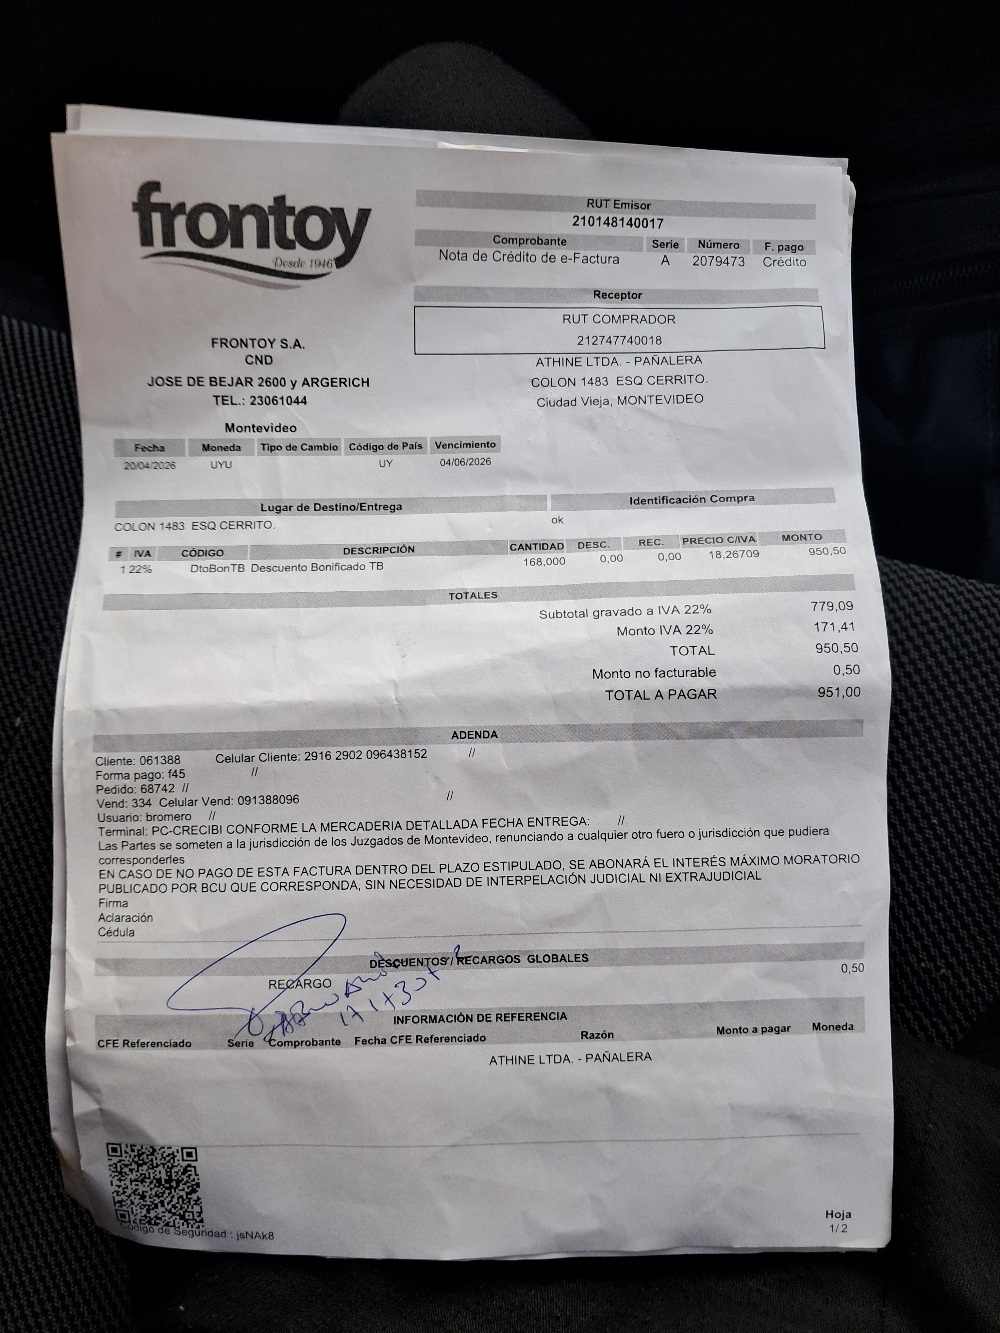 frontoy
Desde 1946
RUT Emisor
210148140017
Comprobante Serie Número F. pago
Nota de Crédito de e-Factura A 2079473 Crédito
Receptor
RUT COMPRADOR
212747740018
ATHINE LTDA. - PAÑALERA
COLON 1483 ESQ CERRITO.
Ciudad Vieja, MONTEVIDEO
FRONTOY S.A.
CND
JOSE DE BEJAR 2600 y ARGERICH
TEL.: 23061044
Montevideo
Fecha Moneda Tipo de Cambio Código de País Vencimiento
20/04/2026 UYU UY 04/06/2026
Lugar de Destino/Entrega Identificación Compra
COLON 1483 ESQ CERRITO. ok
# IVA CÓDIGO DESCRIPCIÓN CANTIDAD DESC. REC. PRECIO C/IVA MONTO
1 22% DtoBonTB Descuento Bonificado TB 168,000 0,00 0,00 18,26709 950,50
TOTALES
Subtotal gravado a IVA 22% 779,09
Monto IVA 22% 171,41
TOTAL 950,50
Monto no facturable 0,50
TOTAL A PAGAR 951,00
ADENDA
Cliente: 061388 Celular Cliente: 2916 2902 096438152 //
Forma pago: f45 //
Pedido: 68742 //
Vend: 334 Celular Vend: 091388096 //
Usuario: bromero //
Terminal: PC-CRECIBI CONFORME LA MERCADERIA DETALLADA FECHA ENTREGA: //
Las Partes se someten a la jurisdicción de los Juzgados de Montevideo, renunciando a cualquier otro fuero o jurisdicción que pudiera
corresponderles
EN CASO DE NO PAGO DE ESTA FACTURA DENTRO DEL PLAZO ESTIPULADO, SE ABONARÁ EL INTERÉS MÁXIMO MORATORIO
PUBLICADO POR BCU QUE CORRESPONDA, SIN NECESIDAD DE INTERPELACIÓN JUDICIAL NI EXTRAJUDICIAL
Firma
Aclaración
Cédula
DESCUENTOS / RECARGOS GLOBALES
RECARGO 0,50
INFORMACIÓN DE REFERENCIA
CFE Referenciado Serie Comprobante Fecha CFE Referenciado Razón Monto a pagar Moneda
ATHINE LTDA. - PAÑALERA
Código de Seguridad : jsNAk8
Hoja
1/2